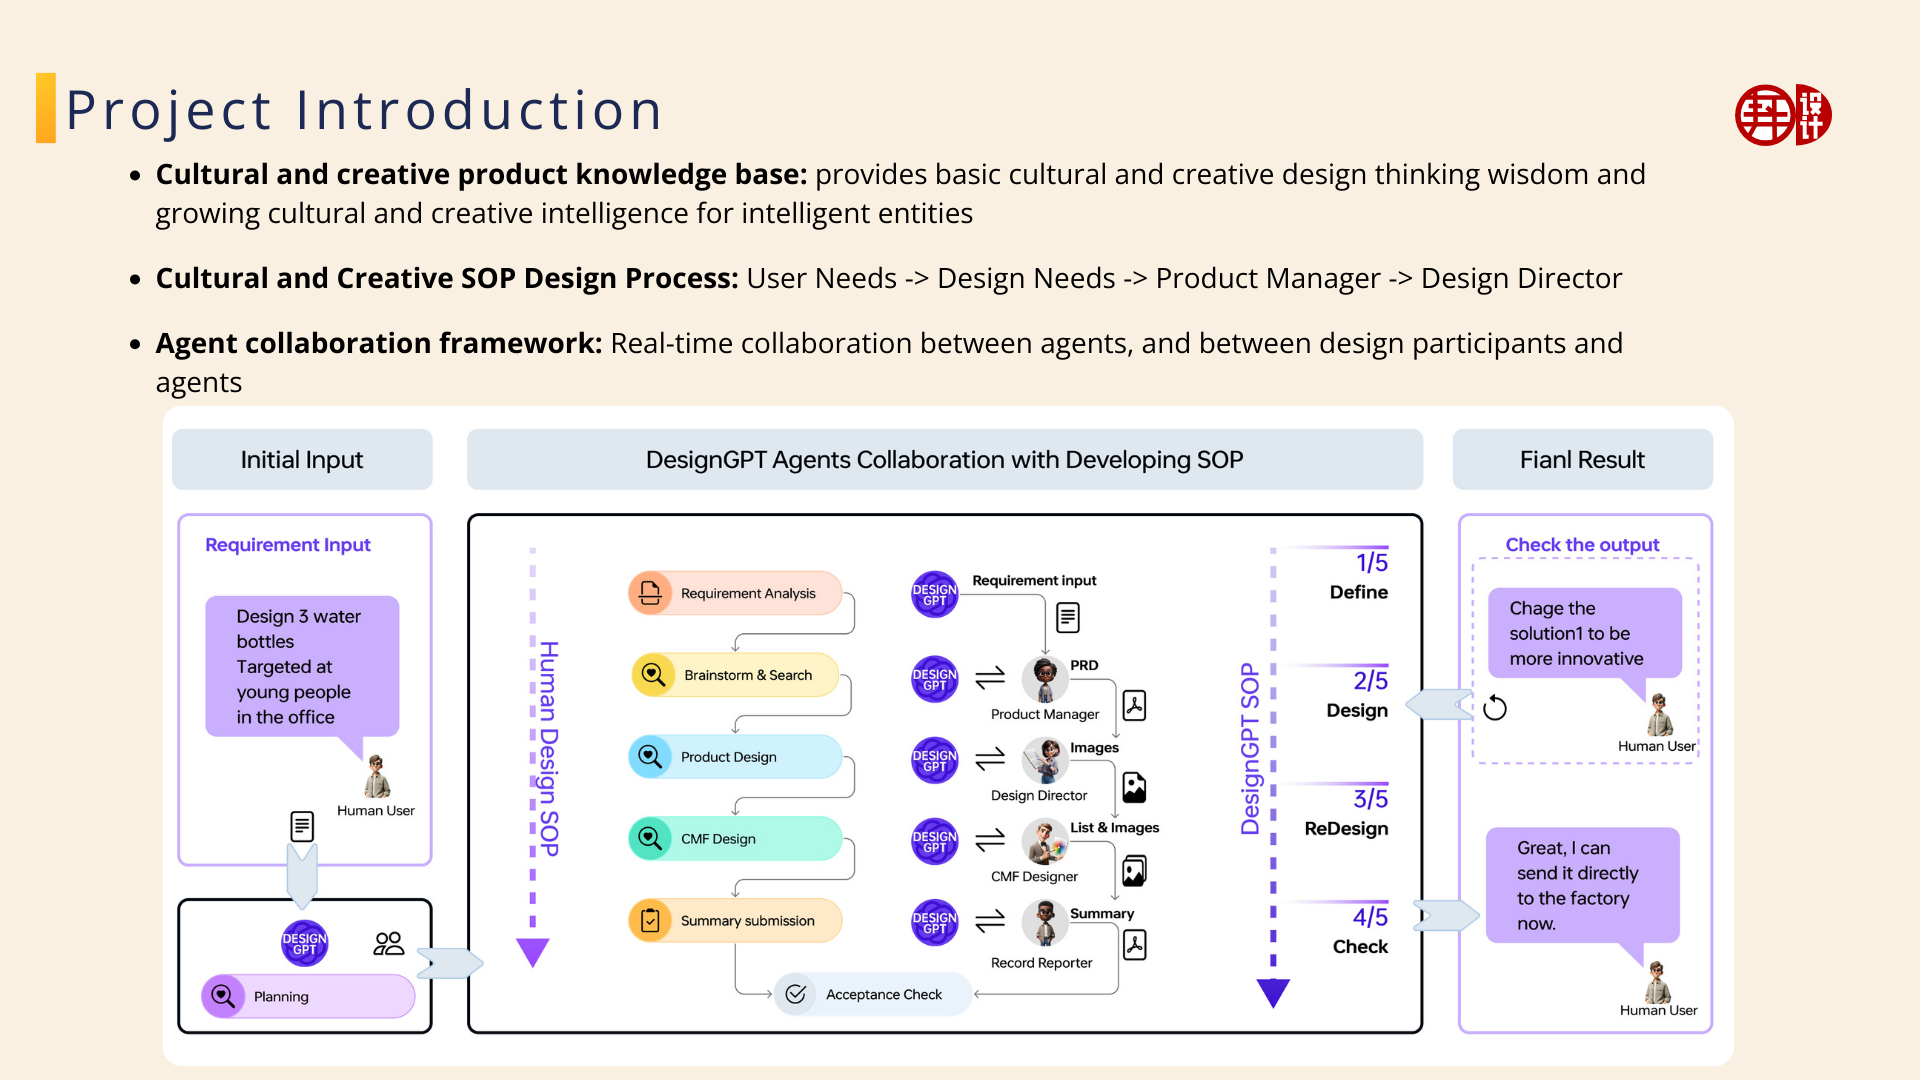 Project Introduction
设计
• Cultural and creative product knowledge base: provides basic cultural and creative design thinking wisdom and
growing cultural and creative intelligence for intelligent entities
• Cultural and Creative SOP Design Process: User Needs -> Design Needs -> Product Manager -> Design Director
• Agent collaboration framework: Real-time collaboration between agents, and between design participants and
agents
Initial Input
DesignGPT Agents Collaboration with Developing SOP
Fianl Result
Requirement Input
Design 3 water
bottles
Targeted at
young people
in the office
Human User
DESIGN
GPT
Planning
Human Design SOP
Requirement Analysis
Brainstorm & Search
Product Design
CMF Design
Summary submission
Acceptance Check
DESIGN
GPT
Requirement input
DESIGN
GPT
PRD
Product Manager
DESIGN
GPT
Images
Design Director
DESIGN
GPT
List & Images
CMF Designer
DESIGN
GPT
Summary
Record Reporter
DesignGPT SOP
1/5
Define
2/5
Design
3/5
ReDesign
4/5
Check
Check the output
Chage the
solution1 to be
more innovative
Human User
Great, I can
send it directly
to the factory
now.
Human User